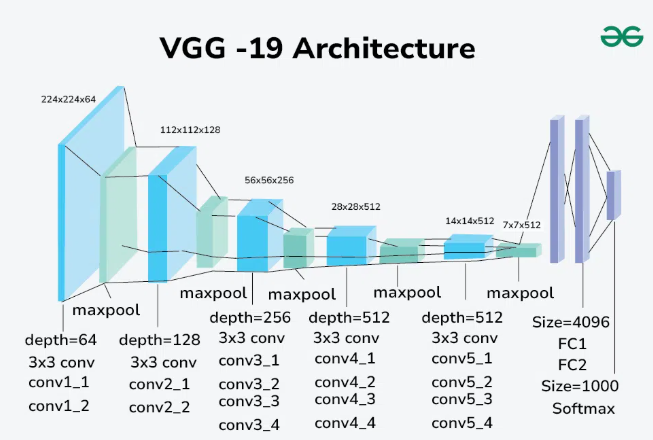 VGG -19 Architecture
224x224x64
112x112x128
56x56x256
28x28x512
14x14x512
7x7x512
maxpool
maxpool
maxpool
maxpool
maxpool
depth=64
3x3 conv
conv1_1
conv1_2
depth=128
3x3 conv
conv2_1
conv2_2
depth=256
3x3 conv
conv3_1
conv3_2
conv3_3
conv3_4
depth=512
3x3 conv
conv4_1
conv4_2
conv4_3
conv4_4
depth=512
3x3 conv
conv5_1
conv5_2
conv5_3
conv5_4
Size=4096
FC1
FC2
Size=1000
Softmax